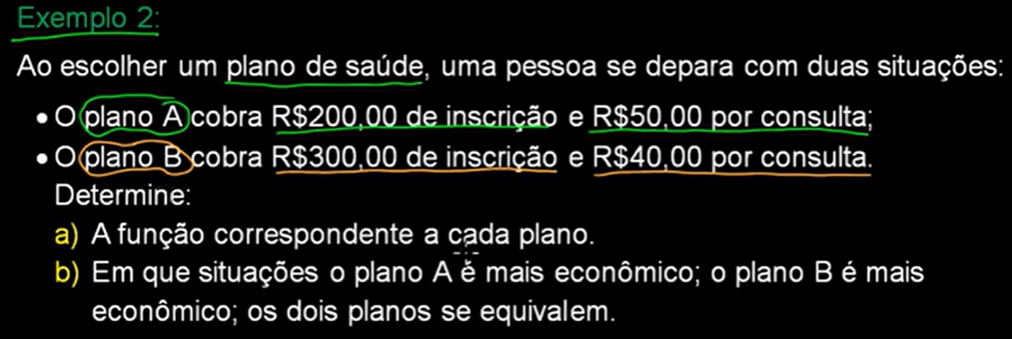 Exemplo 2:
Ao escolher um plano de saúde, uma pessoa se depara com duas situações:
• O plano A cobra R$200,00 de inscrição e R$50,00 por consulta;
• O plano B cobra R$300,00 de inscrição e R$40,00 por consulta.
Determine:
a) A função correspondente a cada plano.
b) Em que situações o plano A é mais econômico; o plano B é mais
econômico; os dois planos se equivalem.